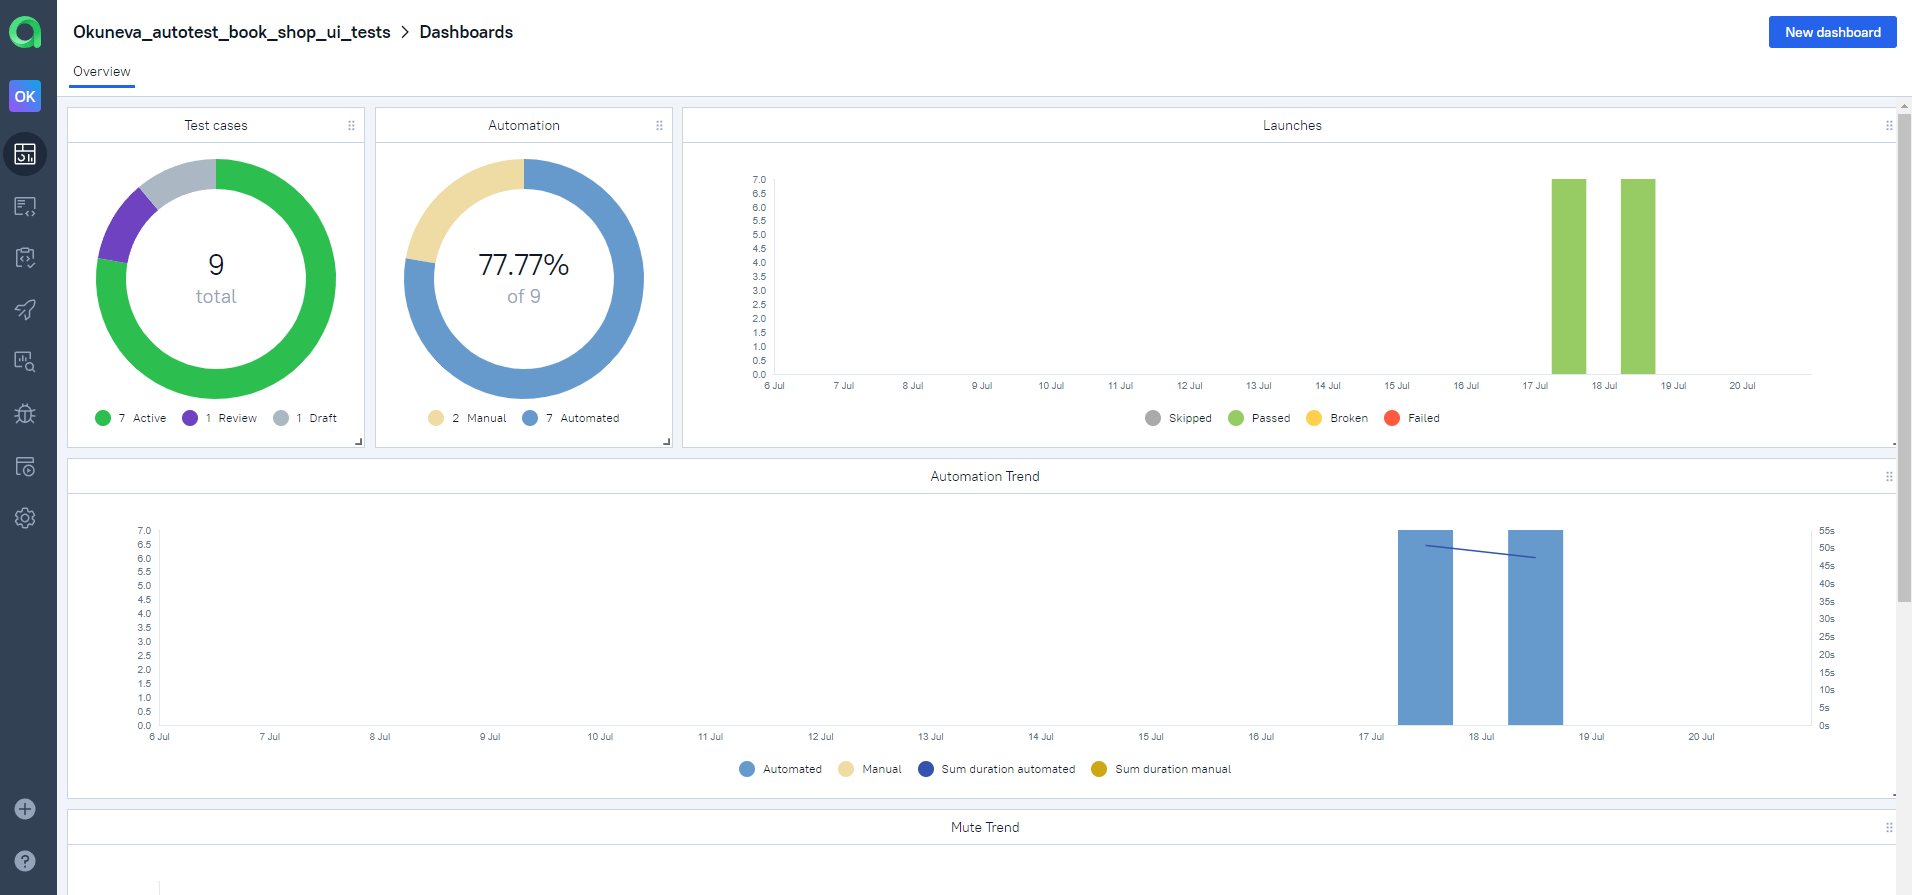 Okuneva_autotest_book_shop_ui_tests > Dashboards
New dashboard
Overview
OK
Test cases
9
total
7 Active 1 Review 1 Draft
Automation
77.77%
of 9
2 Manual 7 Automated
Launches
7.0
6.5
6.0
5.5
5.0
4.5
4.0
3.5
3.0
2.5
2.0
1.5
1.0
0.5
0.0
6 Jul 7 Jul 8 Jul 9 Jul 10 Jul 11 Jul 12 Jul 13 Jul 14 Jul 15 Jul 16 Jul 17 Jul 18 Jul 19 Jul 20 Jul
Skipped Passed Broken Failed
Automation Trend
7.0
6.5
6.0
5.5
5.0
4.5
4.0
3.5
3.0
2.5
2.0
1.5
1.0
0.5
0.0
55s
50s
45s
40s
35s
30s
25s
20s
15s
10s
5s
0s
6 Jul 7 Jul 8 Jul 9 Jul 10 Jul 11 Jul 12 Jul 13 Jul 14 Jul 15 Jul 16 Jul 17 Jul 18 Jul 19 Jul 20 Jul
Automated Manual Sum duration automated Sum duration manual
Mute Trend